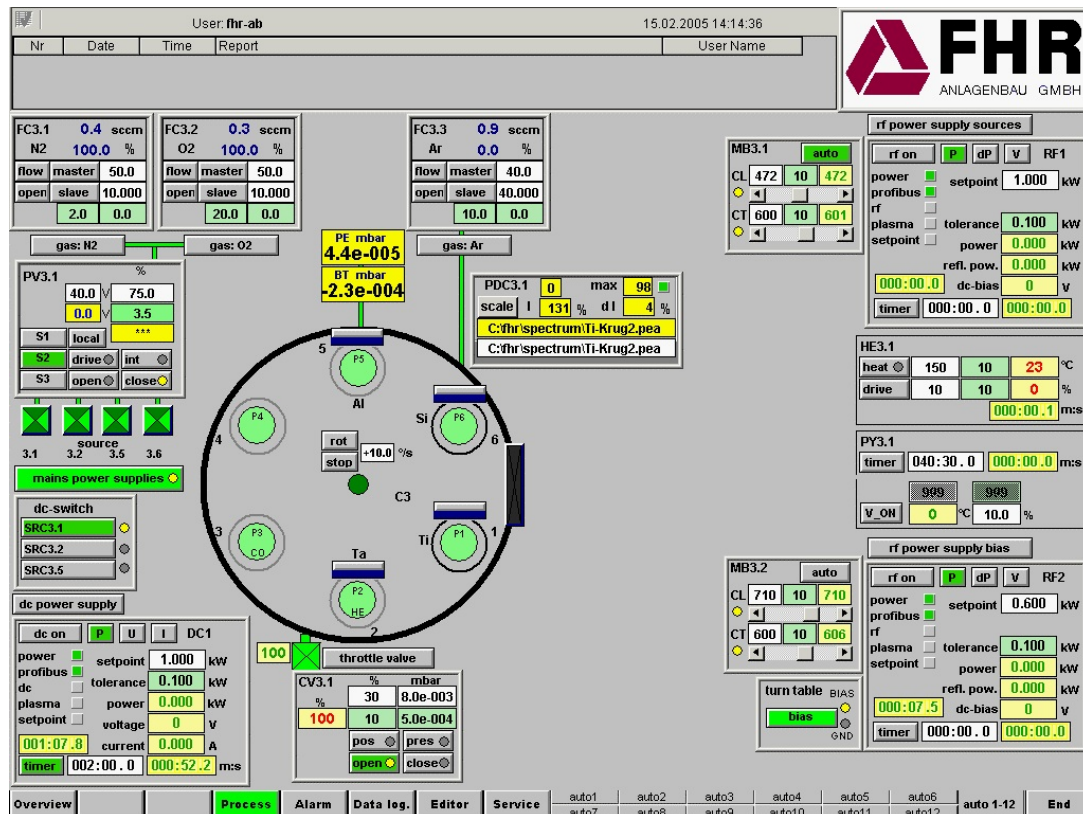 User: fhr-ab 15.02.2005 14:14:36
Nr Date Time Report User Name
FHR
ANLAGENBAU GMBH
FC3.1 0.4 sccm
N2 100.0 %
flow master 50.0
open slave 10.000
2.0 0.0
FC3.2 0.3 sccm
O2 100.0 %
flow master 50.0
open slave 10.000
20.0 0.0
FC3.3 0.9 sccm
Ar 0.0 %
flow master 40.0
open slave 40.000
10.0 0.0
gas: N2
gas: O2
gas: Ar
PV3.1 %
40.0 V 75.0
0.0 V 3.5
***
S1 local
S2 drive int
S3 open close
3.1 3.2 3.5 3.6
source
mains power supplies
dc-switch
SRC3.1
SRC3.2
SRC3.5
dc power supply
dc on P U I DC1
power
profibus
dc
plasma
setpoint
setpoint 1.000 kW
tolerance 0.100 kW
power 0.000 kW
voltage 0 V
001:07.8 current 0.000 A
timer 002:00.0 000:52.2 m:s
PE mbar
4.4e-005
BT mbar
-2.3e-004
PDC3.1 0 max 98
scale I 131 % dI 4 %
C:\fhr\spectrum\Ti-Krug2.pea
C:\fhr\spectrum\Ti-Krug2.pea
5
P5
Al
4
P4
Si
P6
6
rot
stop
+10.0 °/s
C3
3
P3
CO
Ti
P1
1
Ta
P2
HE
2
100
throttle valve
CV3.1 % mbar
% 30 8.0e-003
100 10 5.0e-004
pos pres
open close
MB3.1 auto
CL 472 10 472
CT 600 10 601
rf power supply sources
rf on P dP V RF1
power
profibus
rf
plasma
setpoint
setpoint 1.000 kW
tolerance 0.100 kW
power 0.000 kW
refl. pow. 0.000 kW
000:00.0 dc-bias 0 V
timer 000:00.0 000:00.0
HE3.1
heat 150 10 23 °C
drive 10 10 0 %
000:00.1 m:s
PY3.1
timer 040:30.0 000:00.0 m:s
999 999
V_ON 0 °C 10.0 %
MB3.2 auto
CL 710 10 710
CT 600 10 606
turn table BIAS
bias
GND
rf power supply bias
rf on P dP V RF2
power
profibus
rf
plasma
setpoint
setpoint 0.600 kW
tolerance 0.100 kW
power 0.000 kW
refl. pow. 0.000 kW
000:07.5 dc-bias 0 V
timer 000:00.0 000:00.0
Overview Process Alarm Data log. Editor Service
auto1 auto2 auto3 auto4 auto5 auto6
auto7 auto8 auto9 auto10 auto11 auto12
auto 1-12 End